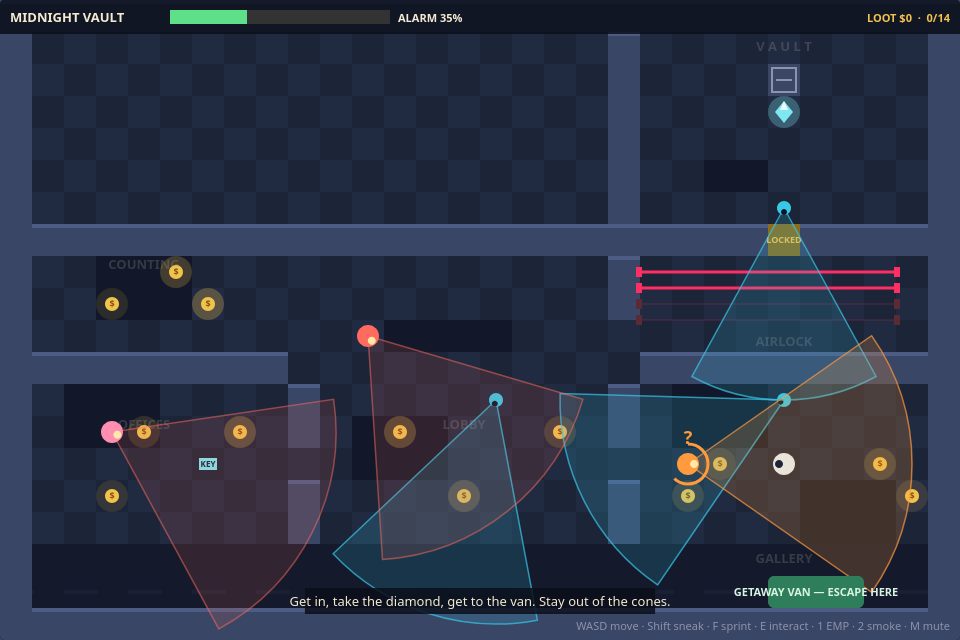 MIDNIGHT VAULT
ALARM 35%
LOOT $0 · 0/14
VAULT
LOCKED
COUNTING
$
$
$
AIRLOCK
OFFICES
LOBBY
$
$
$
$
?
KEY
$
$
$
$
$
$
GALLERY
GETAWAY VAN — ESCAPE HERE
Get in, take the diamond, get to the van. Stay out of the cones.
WASD move · Shift sneak · F sprint · E interact · 1 EMP · 2 smoke · M mute